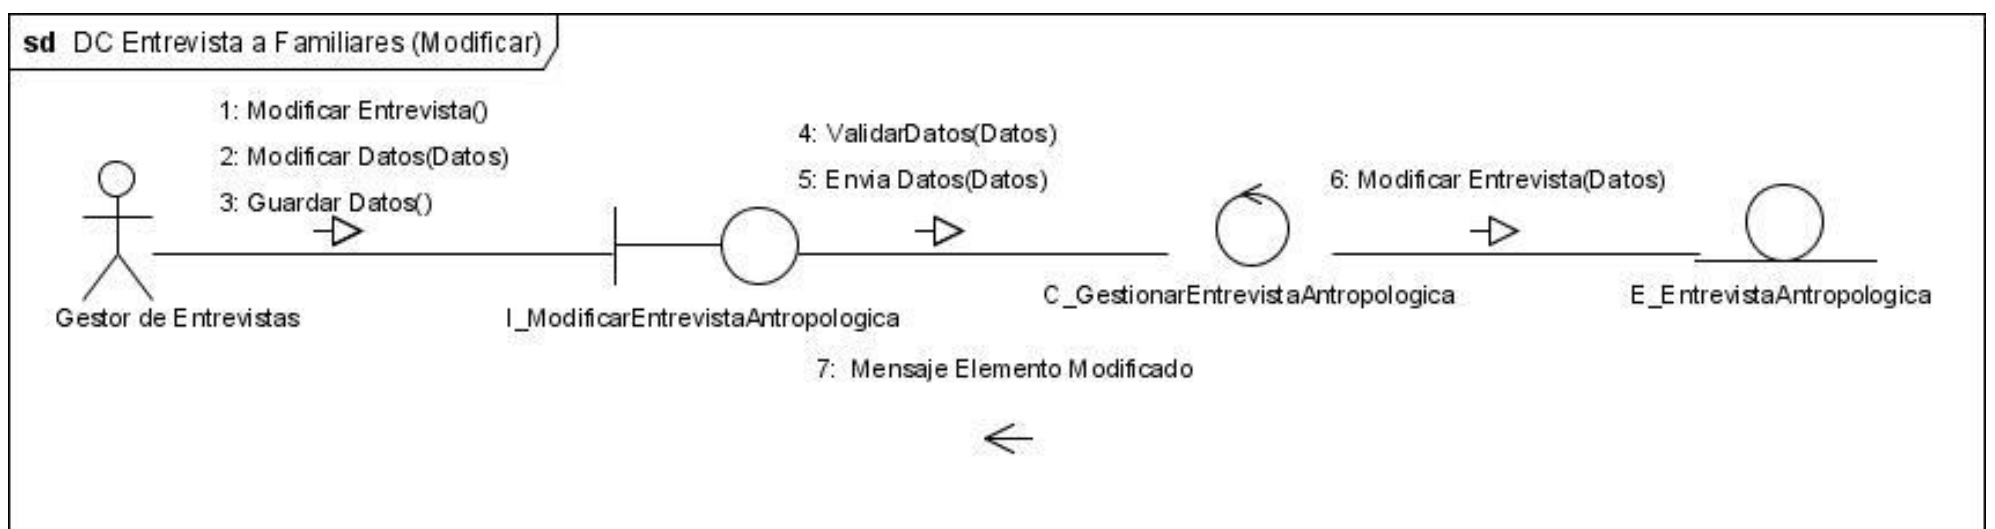 sd DC Entrevista a Familiares (Modificar)
1: Modificar Entrevista()
2: Modificar Datos(Datos)
3: Guardar Datos()
4: ValidarDatos(Datos)
5: Envia Datos(Datos)
6: Modificar Entrevista(Datos)
Gestor de Entrevistas
I_ModificarEntrevistaAntropologica
C_GestionarEntrevistaAntropologica
E_EntrevistaAntropologica
7: Mensaje Elemento Modificado